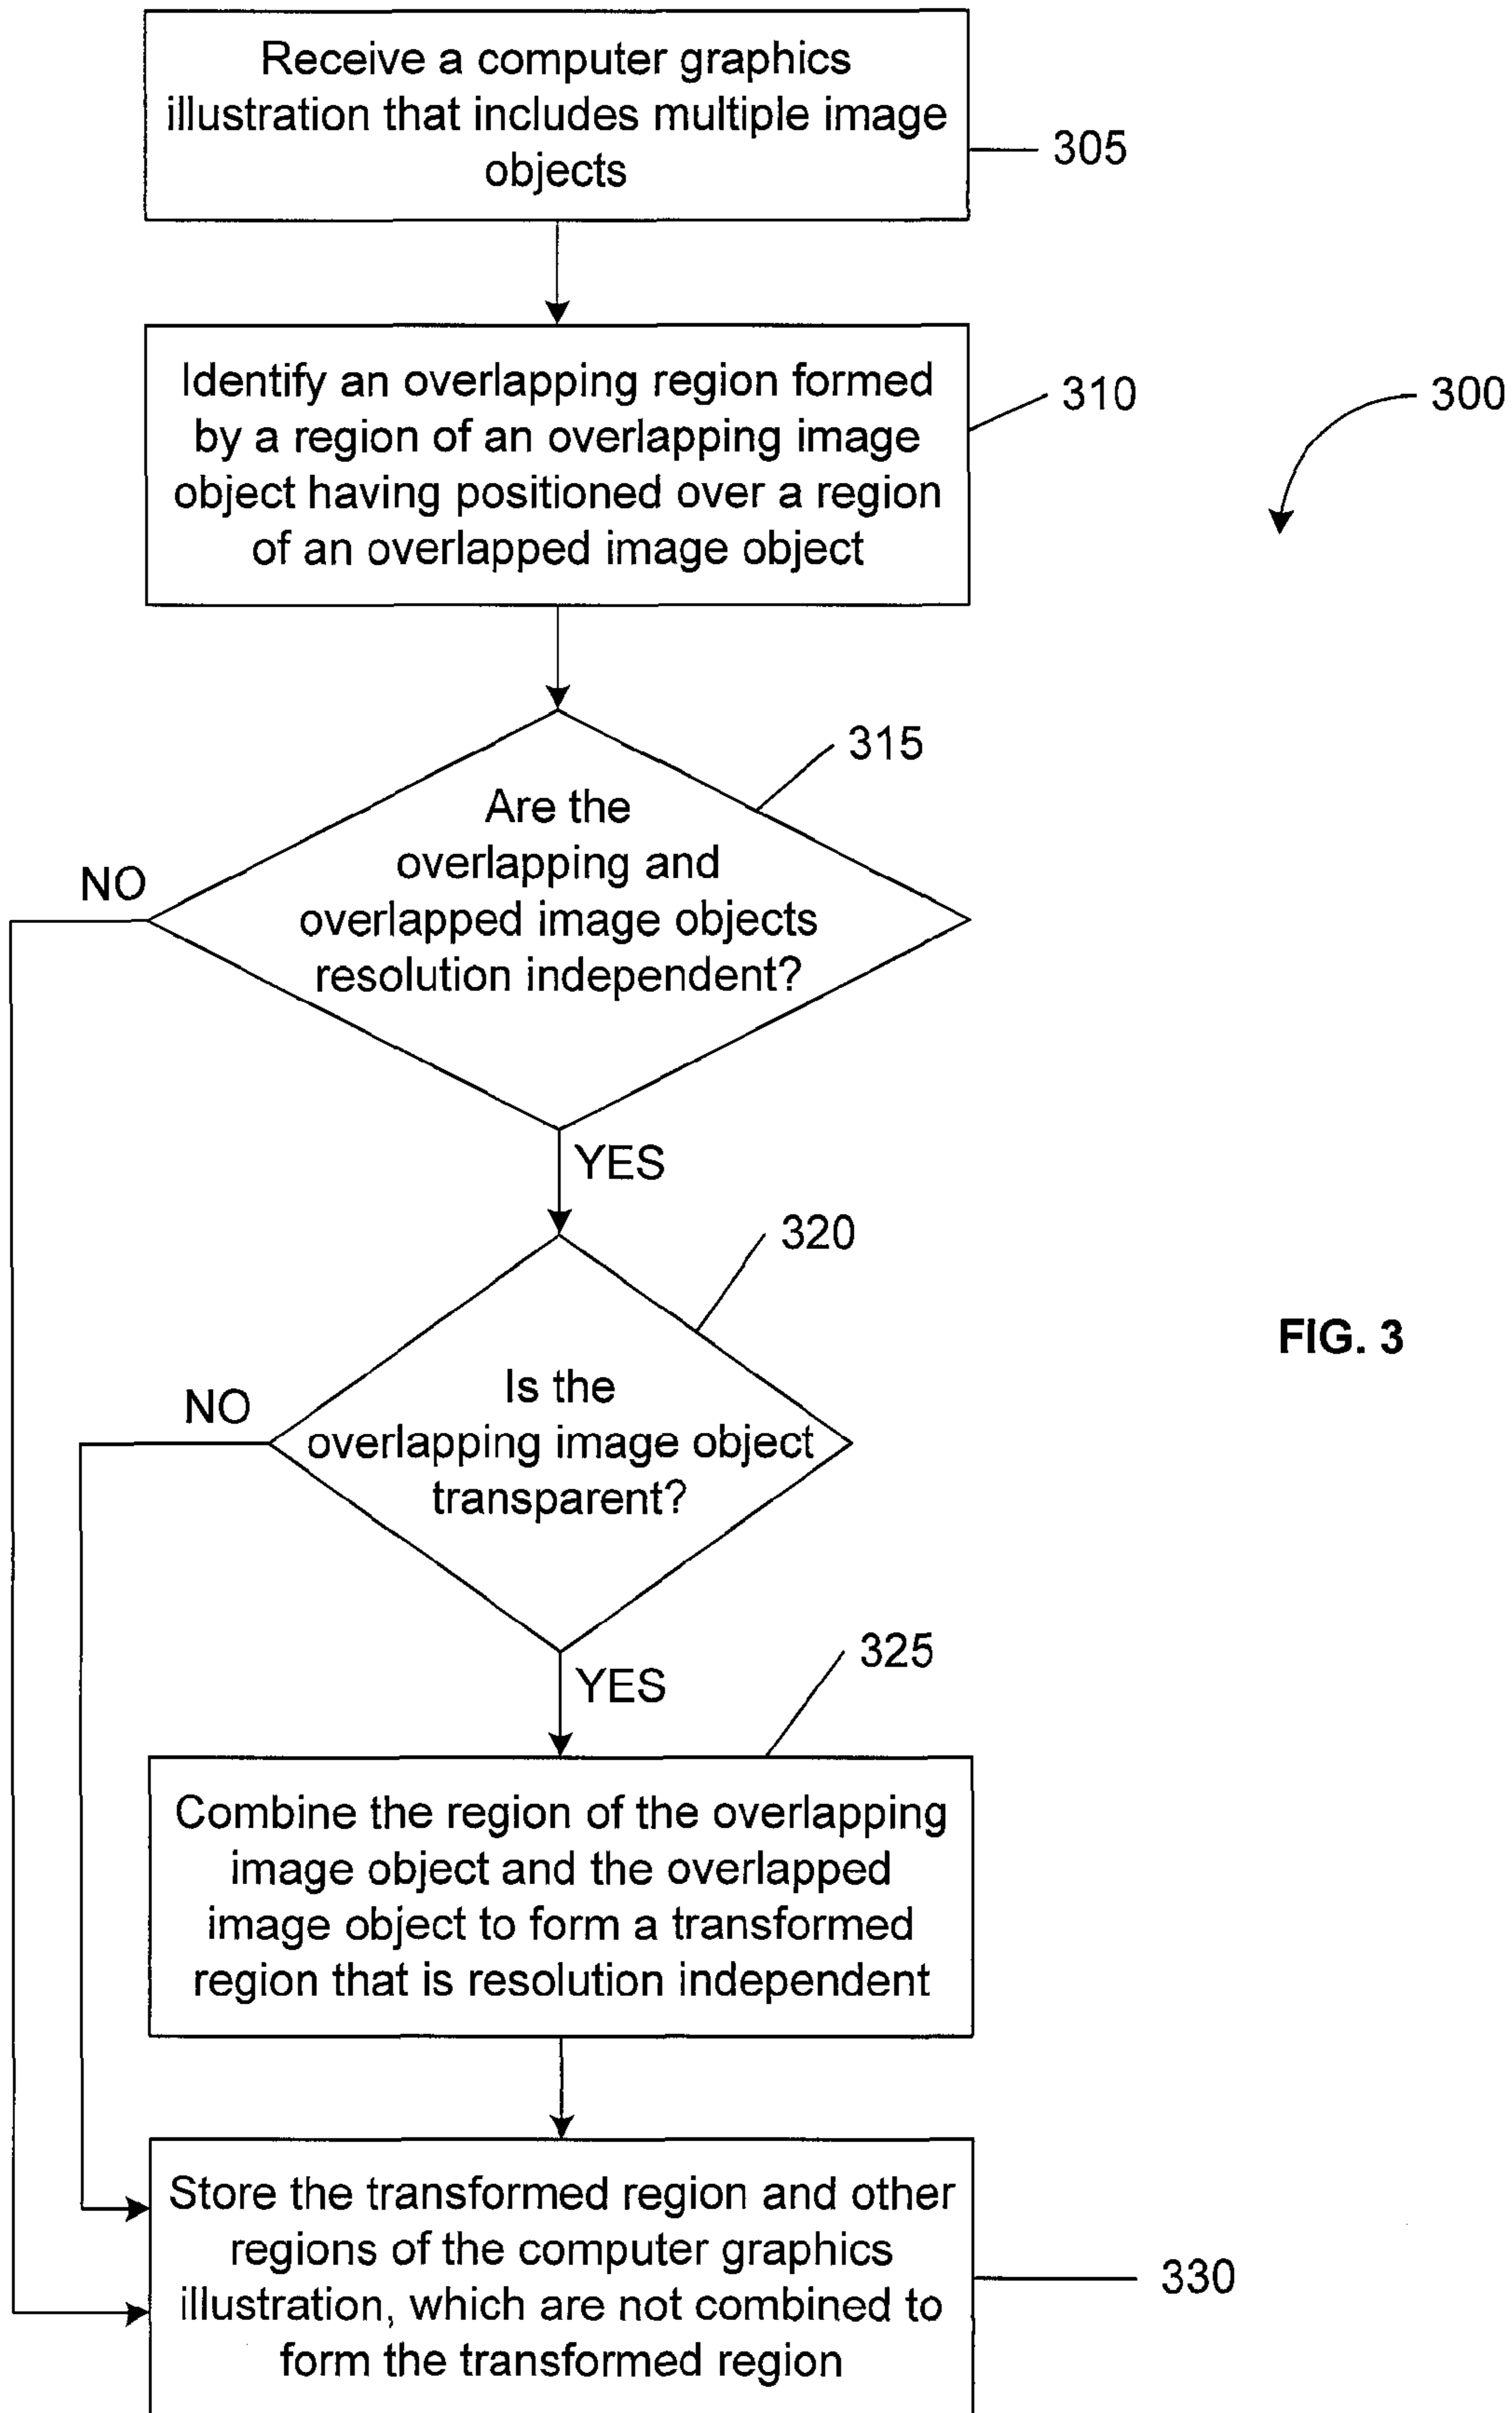 Receive a computer graphics
illustration that includes multiple image
objects
305
Identify an overlapping region formed
by a region of an overlapping image
object having positioned over a region
of an overlapped image object
310
300
315
Are the
overlapping and
overlapped image objects
resolution independent?
NO
YES
320
FIG. 3
Is the
overlapping image object
transparent?
NO
YES
325
Combine the region of the overlapping
image object and the overlapped
image object to form a transformed
region that is resolution independent
Store the transformed region and other
regions of the computer graphics
illustration, which are not combined to
form the transformed region
330